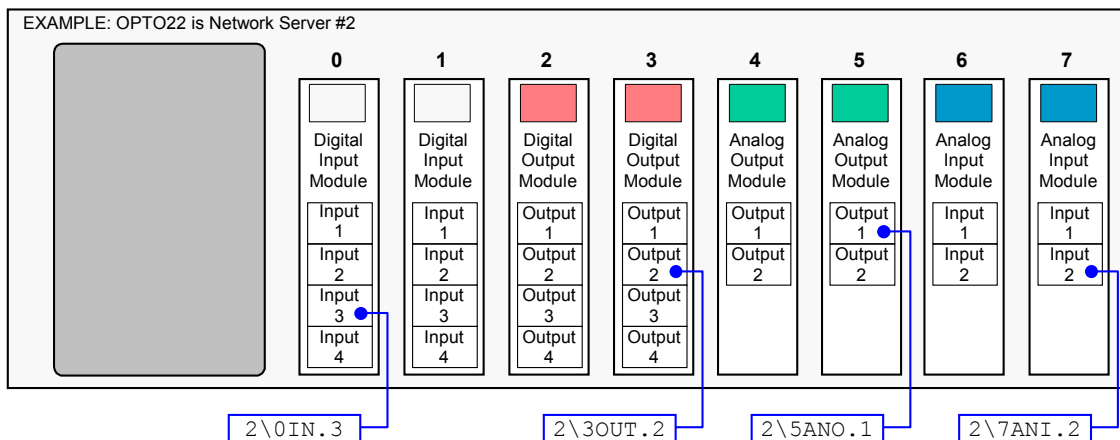 EXAMPLE: OPTO22 is Network Server #2
0 1 2 3 4 5 6 7
Digital Digital Digital Digital Analog Analog Analog Analog
Input Input Output Output Output Output Input Input
Module Module Module Module Module Module Module Module
Input Input Output Output Output Output Input Input
1 1 1 1 1 1 1 1
Input Input Output Output Output Output Input Input
2 2 2 2 2 2 2 2
Input Input Output Output
3 3 3 3
Input Input Output Output
4 4 4 4
2\0IN.3 2\3OUT.2 2\5ANO.1 2\7ANI.2